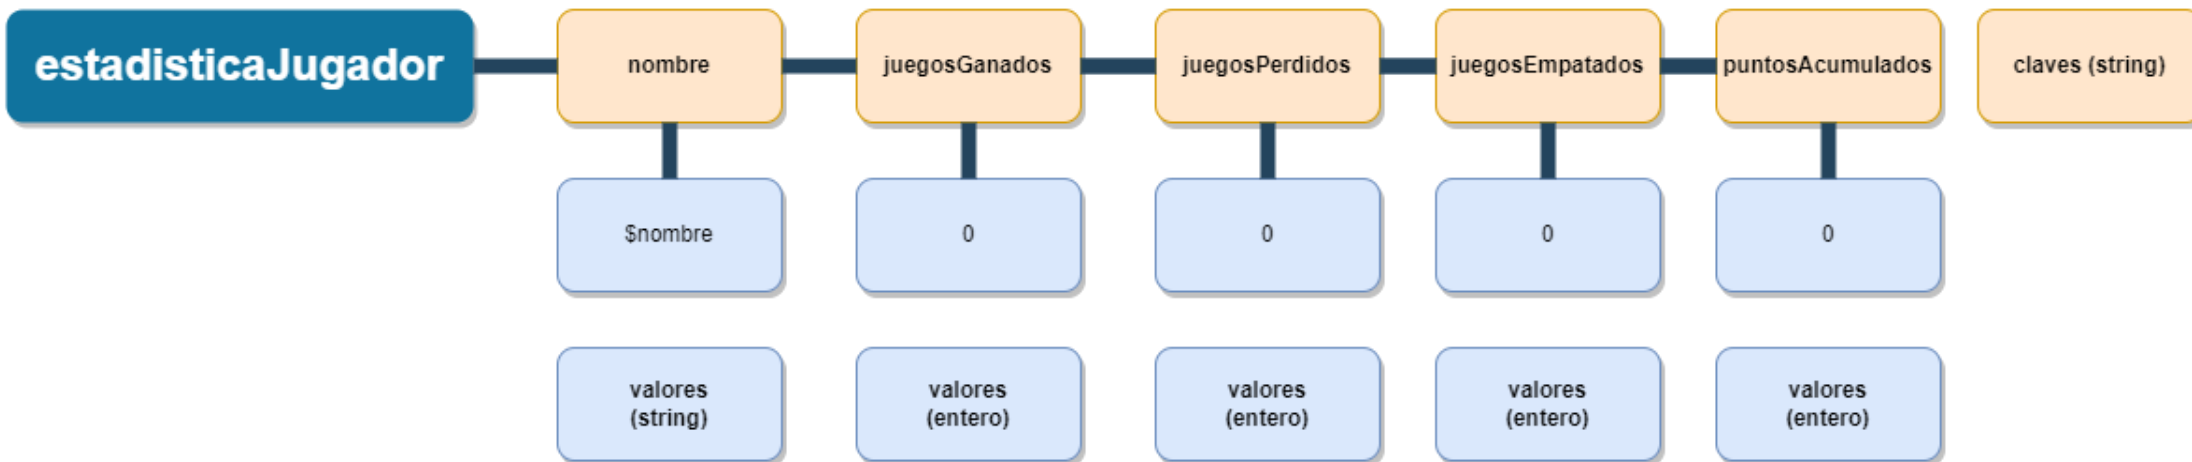 estadisticaJugador
nombre
juegosGanados
juegosPerdidos
juegosEmpatados
puntosAcumulados
claves (string)
$nombre
0
0
0
0
valores
(string)
valores
(entero)
valores
(entero)
valores
(entero)
valores
(entero)